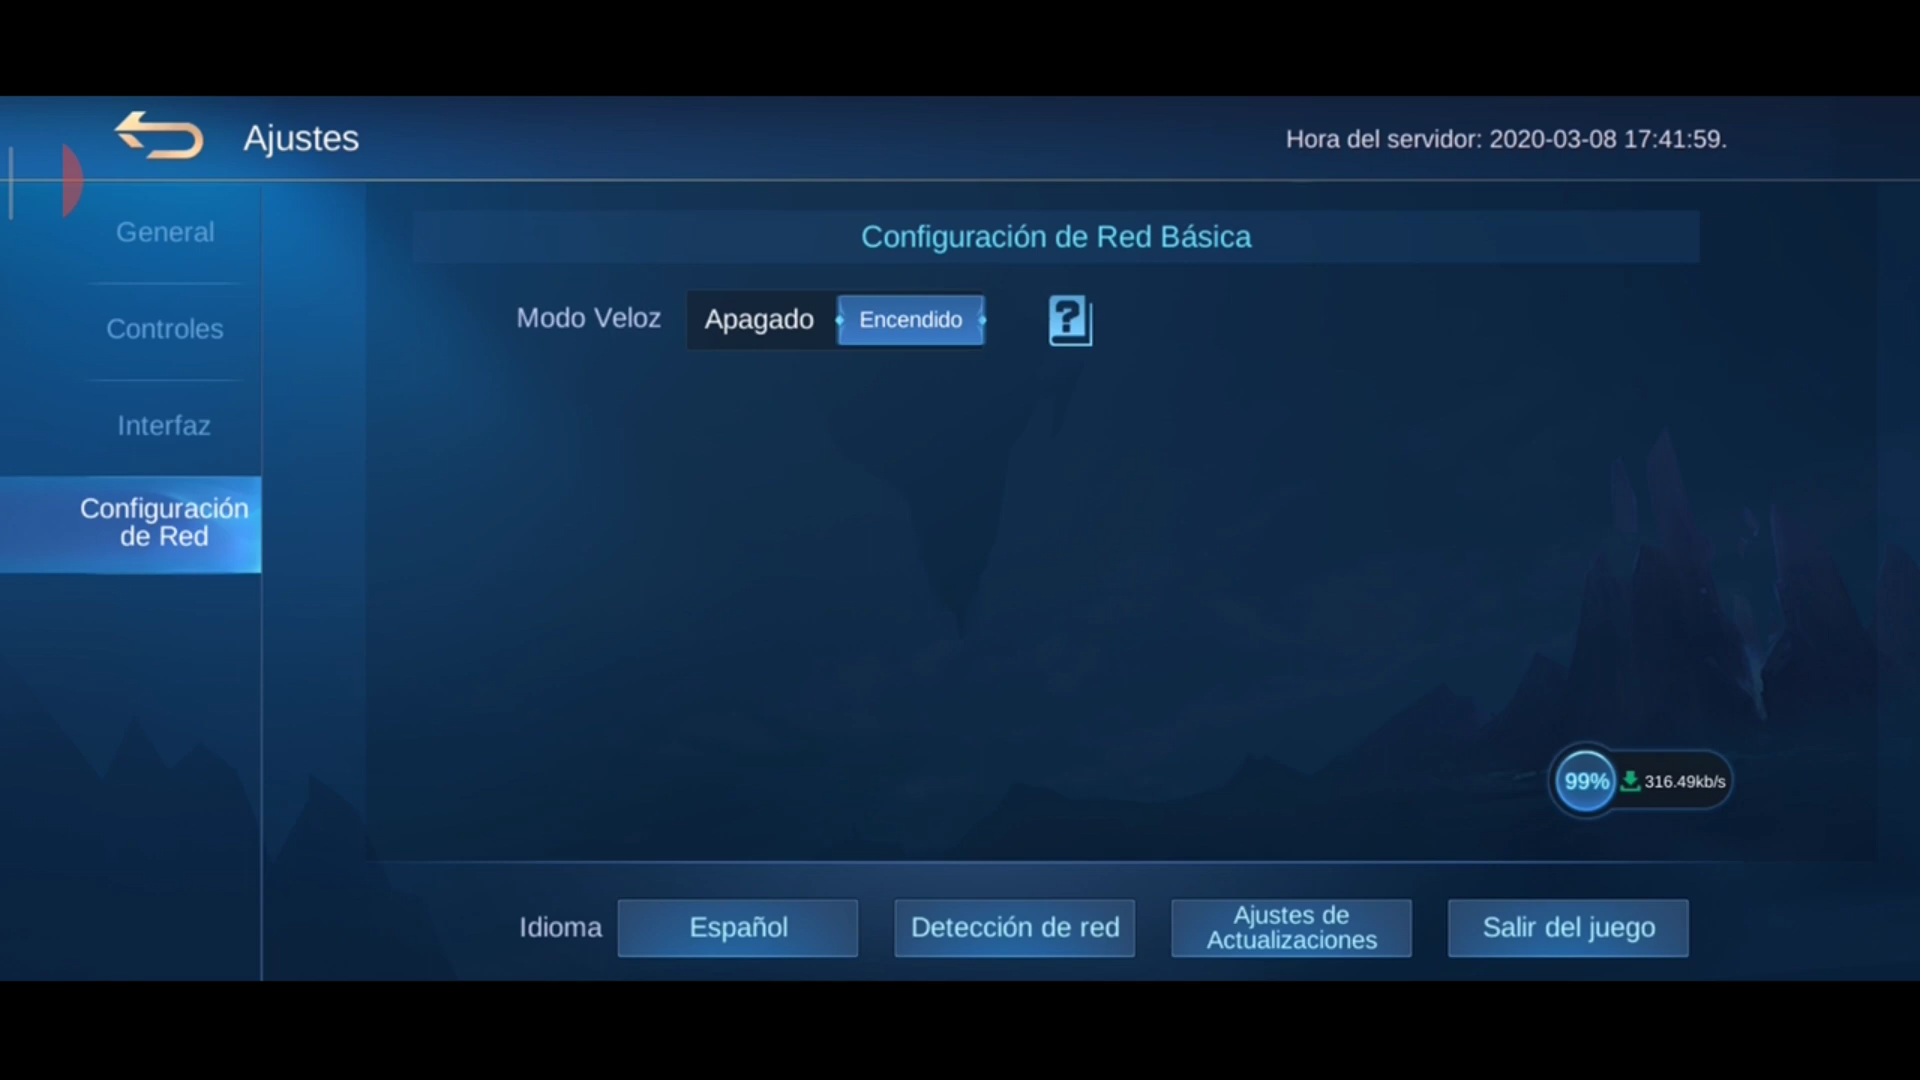 Ajustes
Hora del servidor: 2020-03-08 17:41:59.
General
Controles
Interfaz
Configuración
de Red
Configuración de Red Básica
Modo Veloz
Apagado
Encendido
?
99%
316.49kb/s
Idioma
Español
Detección de red
Ajustes de
Actualizaciones
Salir del juego